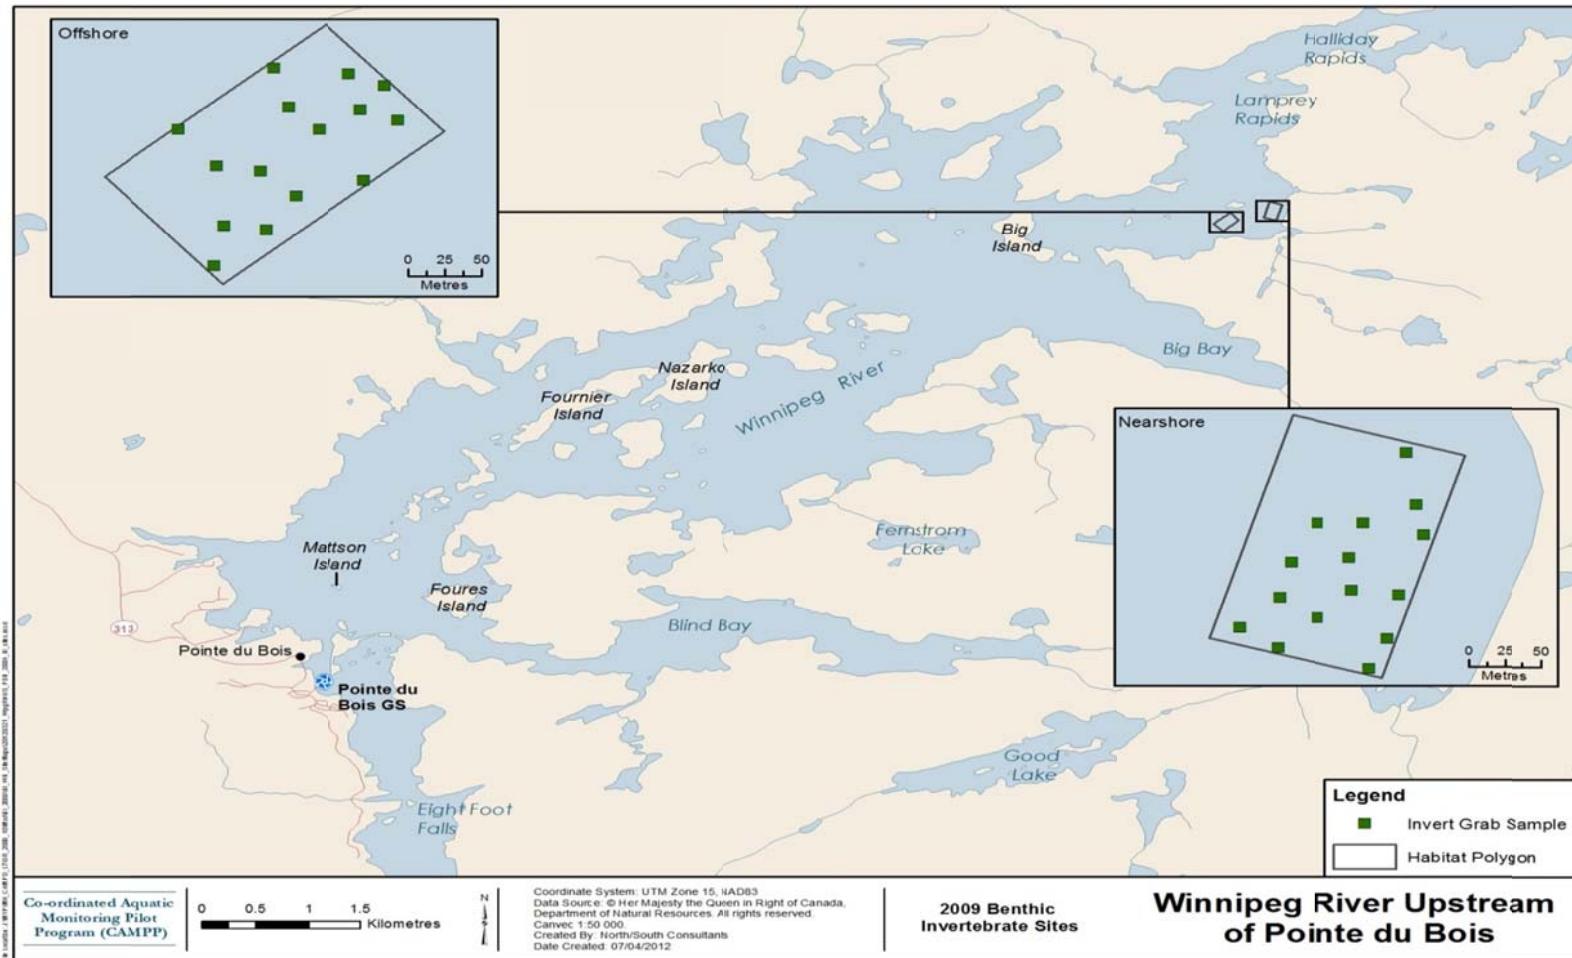 Offshore
0 25 50
Metres
Halliday
Rapids
Lamprey
Rapids
Big
Island
Big Bay
Nazarko
Island
Fournier
Island
Winnipeg River
Nearshore
0 25 50
Metres
Fernstrom
Lake
Mattson
Island
Foures
Island
313
Blind Bay
Pointe du Bois
Pointe du
Bois GS
Good
Lake
Eight Foot
Falls
Legend
Invert Grab Sample
Habitat Polygon
Co-ordinated Aquatic
Monitoring Pilot
Program (CAMPP)
0 0.5 1 1.5
Kilometres
N
Coordinate System: UTM Zone 15, NAD83
Data Source: © Her Majesty the Queen in Right of Canada,
Department of Natural Resources. All rights reserved.
Canvec 1:50 000.
Created By: North/South Consultants
Date Created: 07/04/2012
2009 Benthic
Invertebrate Sites
Winnipeg River Upstream
of Pointe du Bois